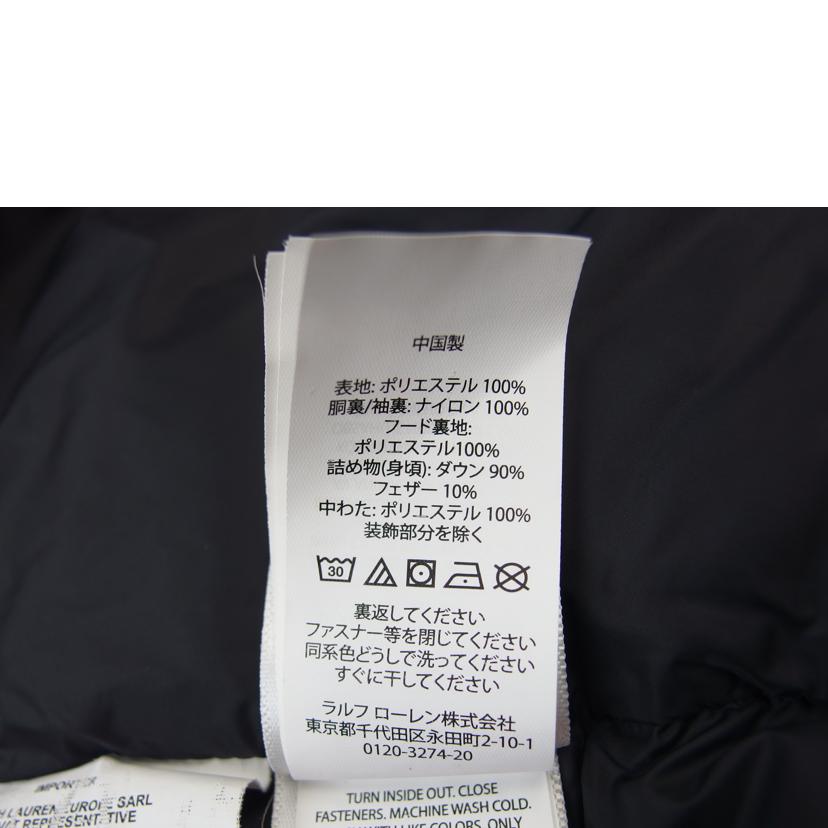 中国製
表地: ポリエステル 100%
胴裏/袖裏: ナイロン 100%
フード裏地:
ポリエステル100%
詰め物(身頃): ダウン 90%
フェザー 10%
中わた: ポリエステル 100%
装飾部分を除く
30
裏返してください
ファスナー等を閉じてください
同系色どうしで洗ってください
すぐに干してください
ラルフ ローレン株式会社
東京都千代田区永田町2-10-1
0120-3274-20
IMPORTER
LAUREN EUROPE SARL
TURN INSIDE OUT. CLOSE
FASTENERS. MACHINE WASH COLD.
WITH LIKE COLORS. ONLY